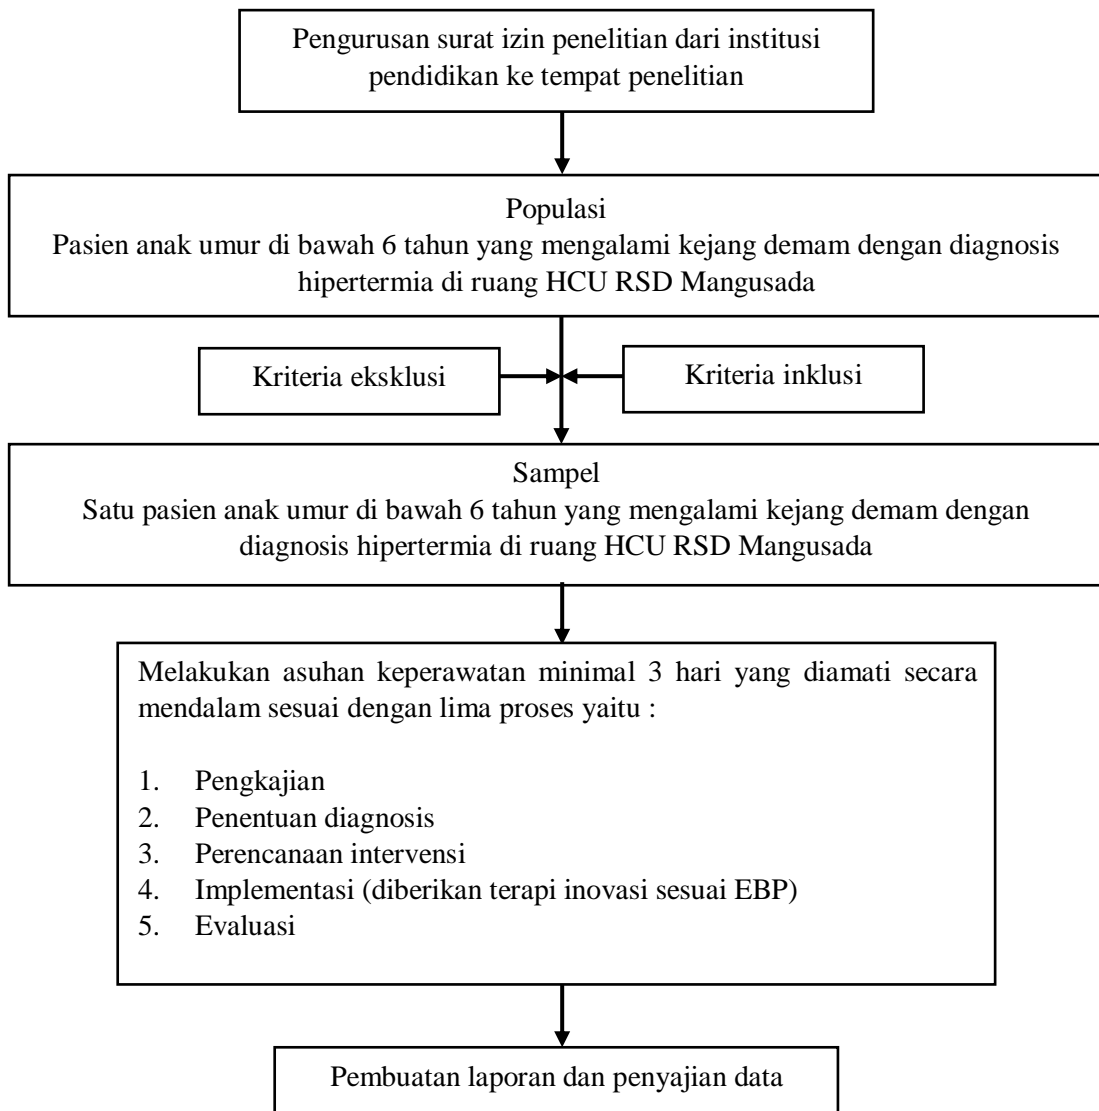 Pengurusan surat izin penelitian dari institusi
pendidikan ke tempat penelitian
Populasi
Pasien anak umur di bawah 6 tahun yang mengalami kejang demam dengan diagnosis
hipertermia di ruang HCU RSD Mangusada
Kriteria eksklusi
Kriteria inklusi
Sampel
Satu pasien anak umur di bawah 6 tahun yang mengalami kejang demam dengan
diagnosis hipertermia di ruang HCU RSD Mangusada
Melakukan asuhan keperawatan minimal 3 hari yang diamati secara
mendalam sesuai dengan lima proses yaitu :
1. Pengkajian
2. Penentuan diagnosis
3. Perencanaan intervensi
4. Implementasi (diberikan terapi inovasi sesuai EBP)
5. Evaluasi
Pembuatan laporan dan penyajian data